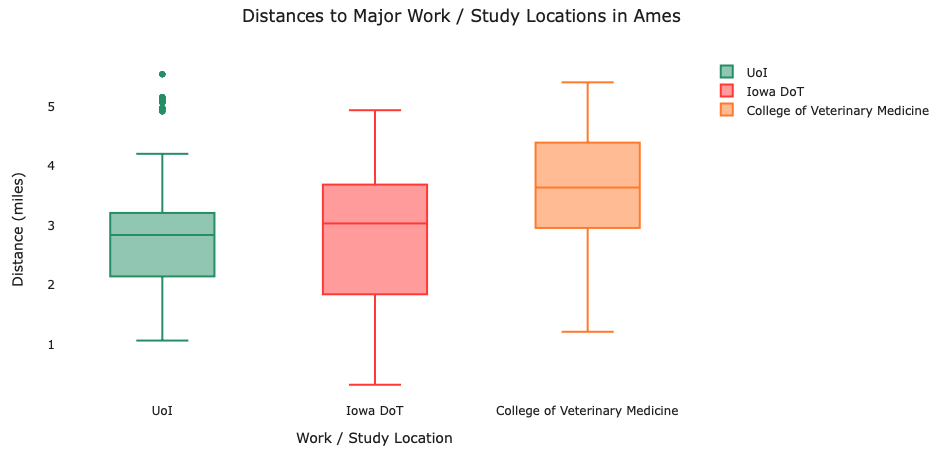 Distances to Major Work / Study Locations in Ames
UoI
Iowa DoT
College of Veterinary Medicine
Distance (miles)
5
4
3
2
1
UoI
Iowa DoT
College of Veterinary Medicine
Work / Study Location